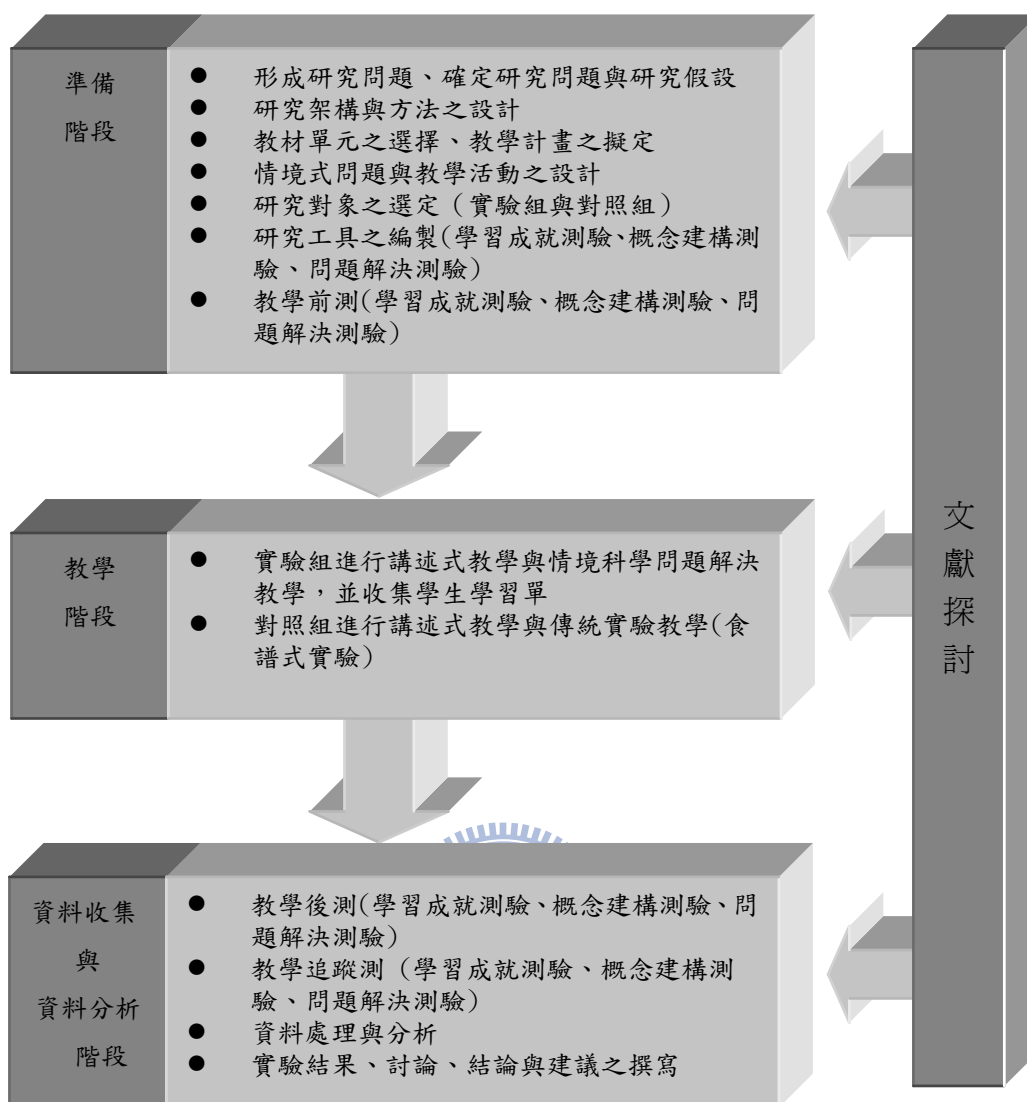 準備
階段
● 形成研究問題、確定研究問題與研究假設
● 研究架構與方法之設計
● 教材單元之選擇、教學計畫之擬定
● 情境式問題與教學活動之設計
● 研究對象之選定（實驗組與對照組）
● 研究工具之編製(學習成就測驗、概念建構測
驗、問題解決測驗)
● 教學前測(學習成就測驗、概念建構測驗、問
題解決測驗)
教學
階段
● 實驗組進行講述式教學與情境科學問題解決
教學，並收集學生學習單
● 對照組進行講述式教學與傳統實驗教學(食
譜式實驗)
資料收集
與
資料分析
階段
● 教學後測(學習成就測驗、概念建構測驗、問
題解決測驗)
● 教學追蹤測（學習成就測驗、概念建構測
驗、問題解決測驗)
● 資料處理與分析
● 實驗結果、討論、結論與建議之撰寫
文獻探討